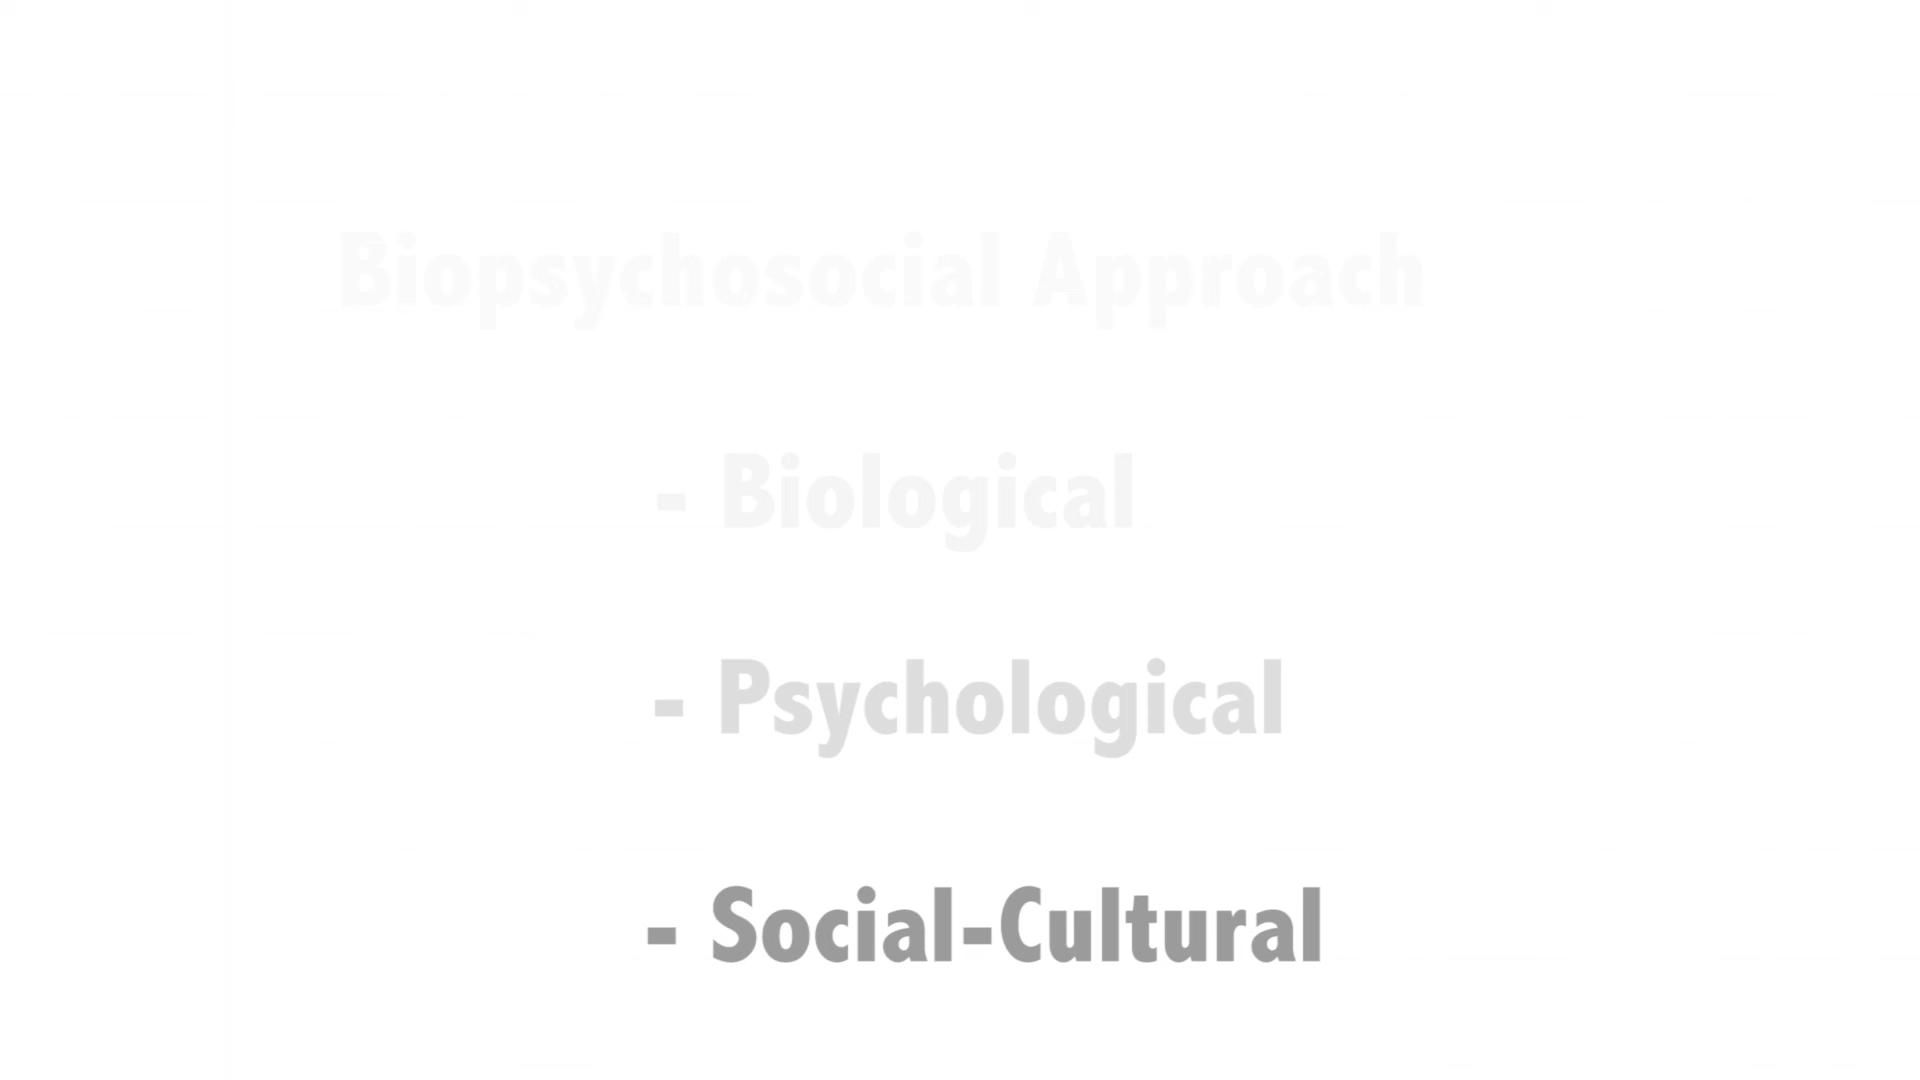 Biopsychosocial Approach
- Biological
- Psychological
- Social-Cultural